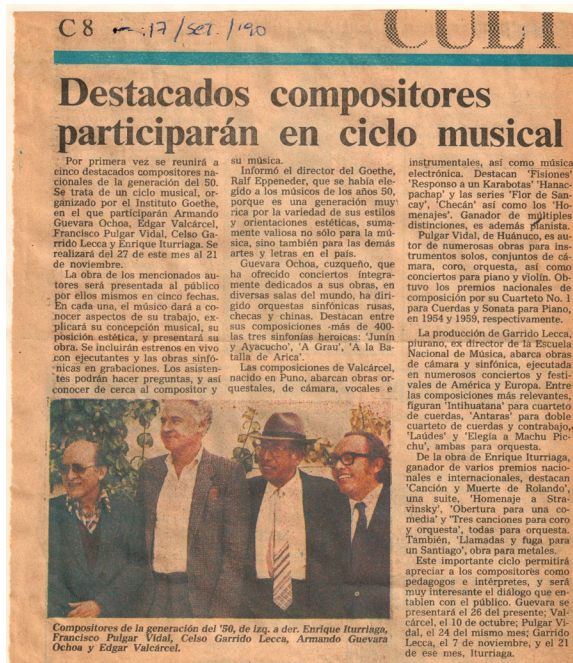 C 8 17/SET./90
CULT
Destacados compositores
participarán en ciclo musical
Por primera vez se reunirá a
cinco destacados compositores na-
cionales de la generación del 50.
Se trata de un ciclo musical, or-
ganizado por el Instituto Goethe,
en el que participarán Armando
Guevara Ochoa, Edgar Valcárcel,
Francisco Pulgar Vidal, Celso Ga-
rrido Lecca y Enrique Iturriaga. Se
realizará del 27 de este mes al 21
de noviembre.
La obra de los mencionados au-
tores será presentada al público
por ellos mismos en cinco fechas.
En cada una, el músico dará a co-
nocer aspectos de su trabajo, ex-
plicará su concepción musical, su
posición estética, y presentará su
obra. Se incluirán estrenos en vivo
con ejecutantes y las obras sinfó-
nicas en grabaciones. Los asisten-
tes podrán hacer preguntas, y así
conocer de cerca al compositor y
su música.
Informó el director del Goethe,
Ralf Eppeneder, que se había ele-
gido a los músicos de los años 50,
porque es una generación muy
rica por la variedad de sus estilos
y orientaciones estéticas, suma-
mente valiosa no sólo para la mú-
sica, sino también para las demás
artes y letras en el país.
Guevara Ochoa, cuzqueño, que
ha ofrecido conciertos íntegra-
mente dedicados a sus obras, en
diversas salas del mundo, ha diri-
gido orquestas sinfónicas rusas,
checas y chinas. Destacan entre
sus composiciones -más de 400-
las tres sinfonías heroicas: 'Junín
y Ayacucho', 'A Grau', 'A la Ba-
talla de Arica'.
Las composiciones de Valcárcel,
nacido en Puno, abarcan obras or-
questales, de cámara, vocales e
instrumentales, así como música
electrónica. Destacan 'Fisiones'
'Responso a un Karabotas' 'Hanac-
pachap' y las series 'Flor de San-
cay', 'Checán' así como los 'Ho-
menajes'. Ganador de múltiples
distinciones, es además pianista.
Pulgar Vidal, de Huánuco, es au-
tor de numerosas obras para ins-
trumentos solos, conjuntos de cá-
mara, coro, orquesta, así como
conciertos para piano y violín. Ob-
tuvo los premios nacionales de
composición por su Cuarteto No. 1
para Cuerdas y Sonata para Piano,
en 1954 y 1959, respectivamente.
La producción de Garrido Lecca,
piurano, ex director de la Escuela
Nacional de Música, abarca obras
de cámara y sinfónica, ejecutada
en numerosos conciertos y festi-
vales de América y Europa. Entre
las composiciones más relevantes,
figuran 'Intihuatana' para cuarteto
de cuerdas, 'Antaras' para doble
cuarteto de cuerdas y contrabajo,
'Laúdes' y 'Elegía a Machu Pic-
chu', ambas para orquesta.
De la obra de Enrique Iturriaga,
ganador de varios premios nacio-
nales e internacionales, destacan
'Canción y Muerte de Rolando',
una suite, 'Homenaje a Stra-
vinsky', 'Obertura para una co-
media' y 'Tres canciones para coro
y orquesta', todas para orquesta.
También, 'Llamadas y fuga para
un Santiago', obra para metales.
Este importante ciclo permitirá
apreciar a los compositores como
pedagogos e intérpretes, y será
muy interesante el diálogo que en-
tablen con el público. Guevara se
presentará el 26 del presente; Val-
cárcel, el 10 de octubre; Pulgar Vi-
dal, el 24 del mismo mes; Garrido
Lecca, el 7 de noviembre, y el 21
de ese mes, Iturriaga.
Compositores de la generación del '50, de izq. a der. Enrique Iturriaga,
Francisco Pulgar Vidal, Celso Garrido Lecca, Armando Guevara
Ochoa y Edgar Valcárcel.